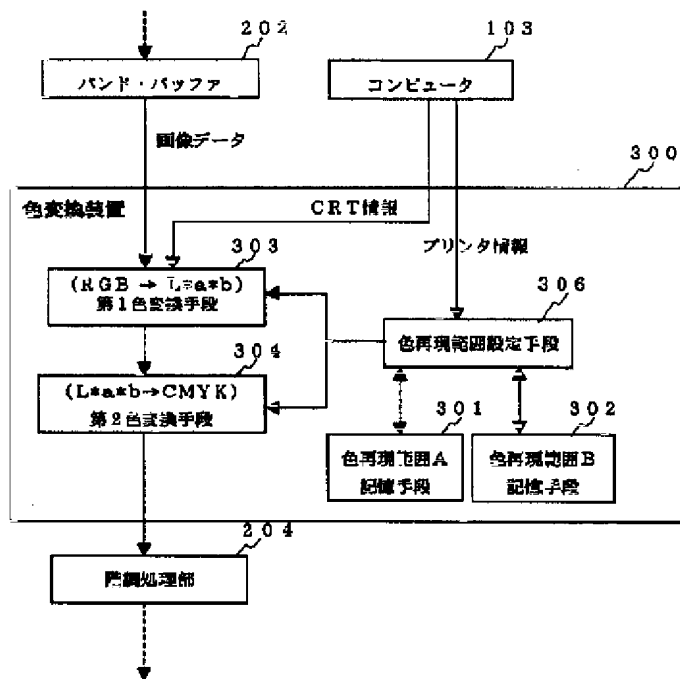 202
103
バンド・バッファ
コンピュータ
画像データ
300
色変換装置
CRT情報
303
プリンタ情報
(RGB → L*a*b)
第1色変換手段
306
304
色再現範囲設定手段
(L*a*b→CMYK)
第2色変換手段
301
302
色再現範囲A
記憶手段
色再現範囲B
記憶手段
204
階調処理部